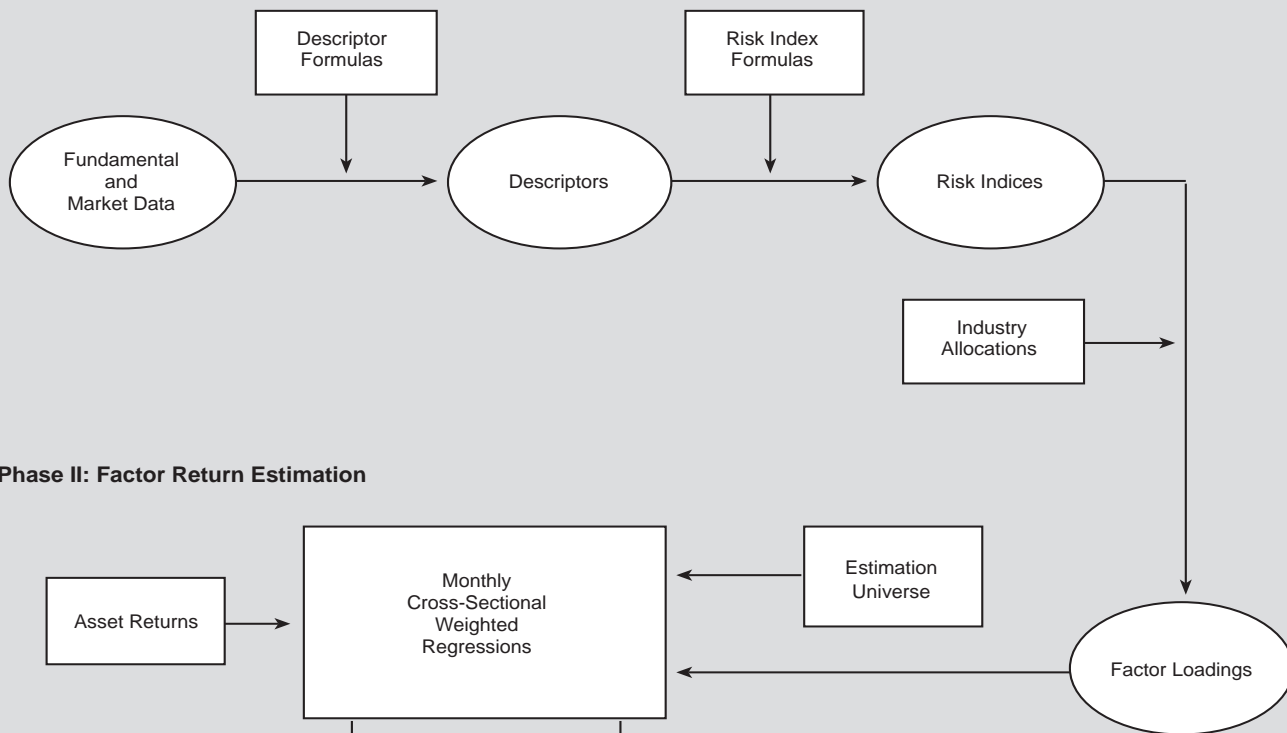 Descriptor
Formulas
Risk Index
Formulas
Fundamental
and
Market Data
Descriptors
Risk Indices
Industry
Allocations
Phase II: Factor Return Estimation
Asset Returns
Monthly
Cross-Sectional
Weighted
Regressions
Estimation
Universe
Factor Loadings